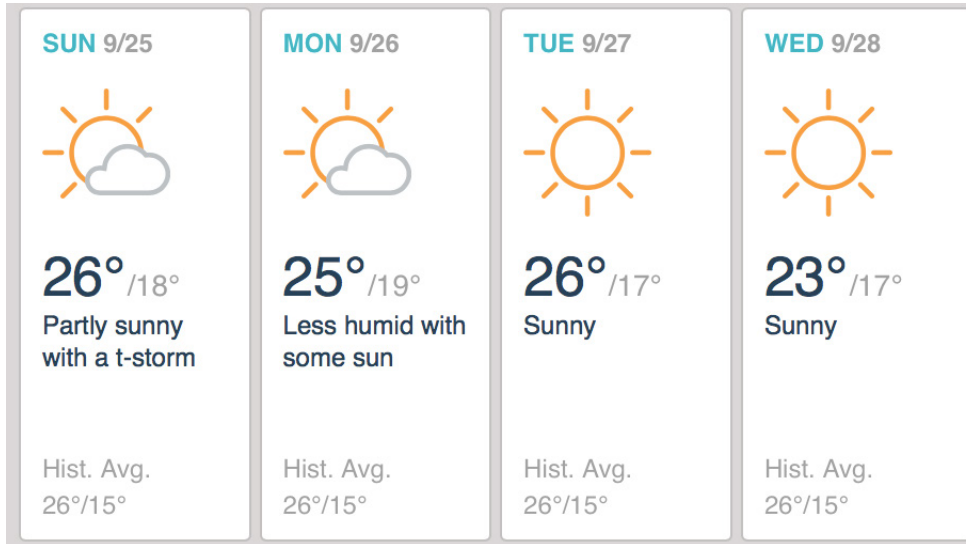 SUN 9/25
26°/18°
Partly sunny
with a t-storm
Hist. Avg.
26°/15°
MON 9/26
25°/19°
Less humid with
some sun
Hist. Avg.
26°/15°
TUE 9/27
26°/17°
Sunny
Hist. Avg.
26°/15°
WED 9/28
23°/17°
Sunny
Hist. Avg.
26°/15°